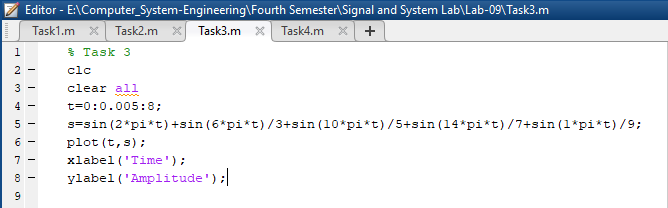 Editor - E:\Computer_System-Engineering\Fourth Semester\Signal and System Lab\Lab-09\Task3.m
Task1.m Task2.m Task3.m Task4.m +
1 % Task 3
2 - clc
3 - clear all
4 - t=0:0.005:8;
5 - s=sin(2*pi*t)+sin(6*pi*t)/3+sin(10*pi*t)/5+sin(14*pi*t)/7+sin(1*pi*t)/9;
6 - plot(t,s);
7 - xlabel('Time');
8 - ylabel('Amplitude');
9